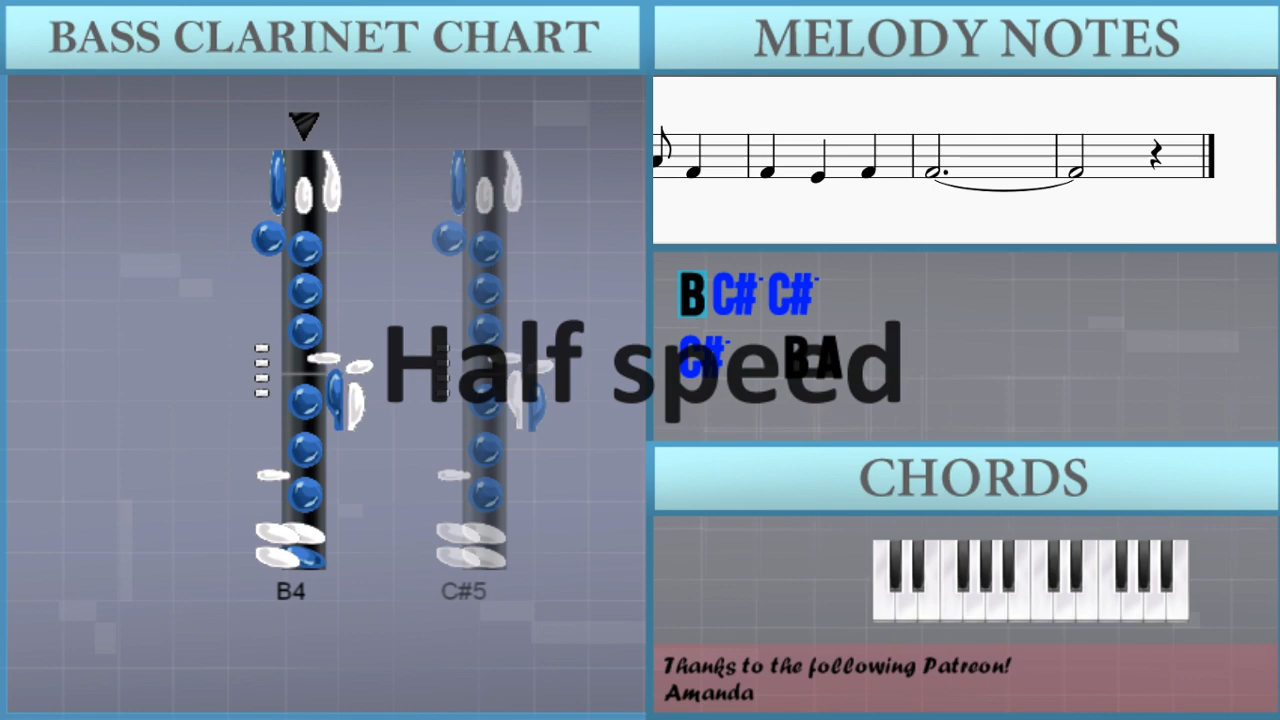 BASS CLARINET CHART
MELODY NOTES
B C#- C#-
C#- B A
Half speed
B4
C#5
CHORDS
Thanks to the following Patreon!
Amanda